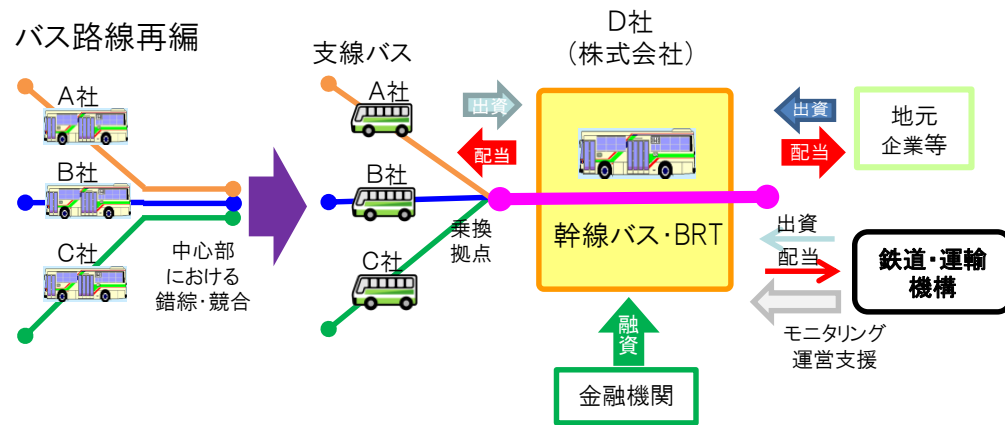 バス路線再編
A社
B社
C社
中心部
における
錯綜・競合
支線バス
A社
B社
C社
乗換
拠点
出資
配当
D社
（株式会社）
幹線バス・BRT
融資
金融機関
出資
配当
地元
企業等
出資
配当
鉄道・運輸
機構
モニタリング
運営支援